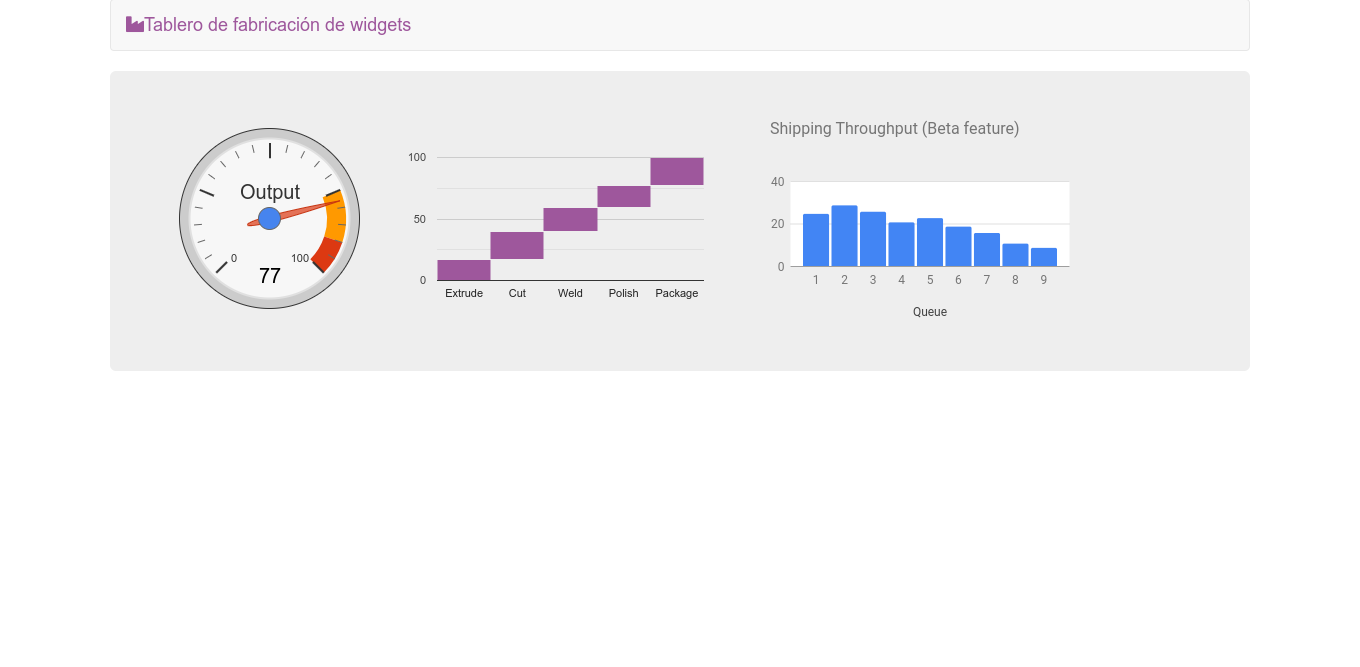 Tablero de fabricación de widgets
Output
0
100
77
100
50
0
Extrude Cut Weld Polish Package
Shipping Throughput (Beta feature)
40
20
0
1 2 3 4 5 6 7 8 9
Queue